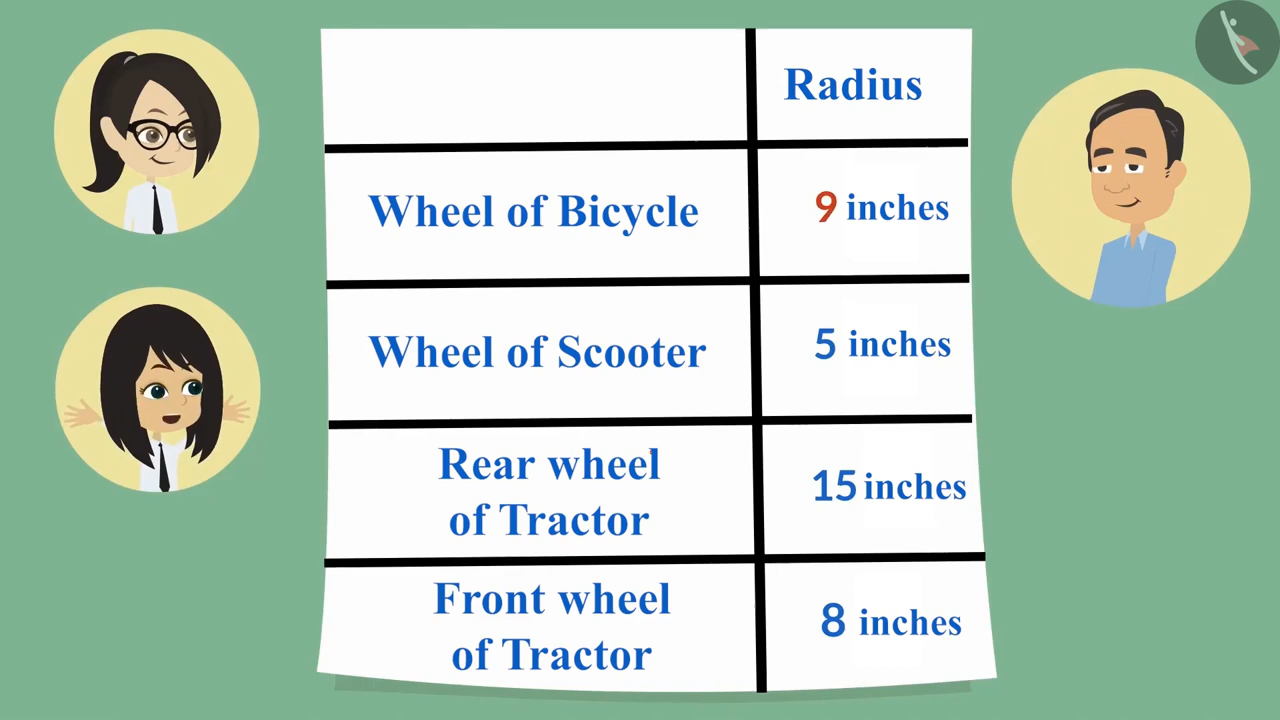 Radius
Wheel of Bicycle 9 inches
Wheel of Scooter 5 inches
Rear wheel
of Tractor 15 inches
Front wheel
of Tractor 8 inches